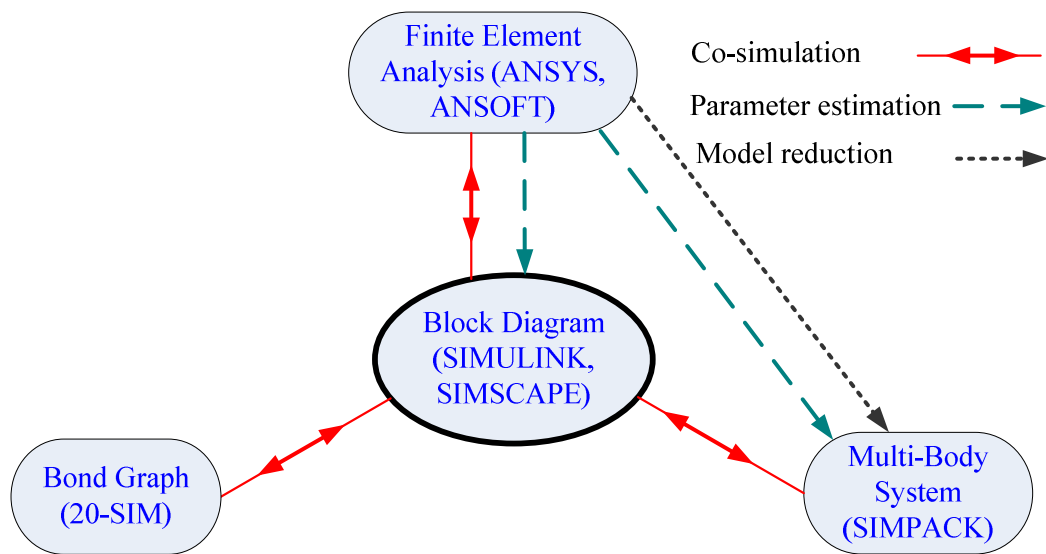 Finite Element
Analysis (ANSYS,
ANSOFT)
Co-simulation
Parameter estimation
Model reduction
Block Diagram
(SIMULINK,
SIMSCAPE)
Bond Graph
(20-SIM)
Multi-Body
System
(SIMPACK)